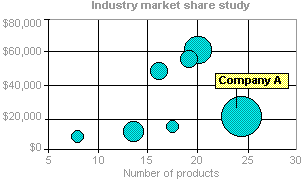 Industry market share study
$80,000
$60,000
$40,000
$20,000
$0
Company A
5 10 15 20 25 30
Number of products